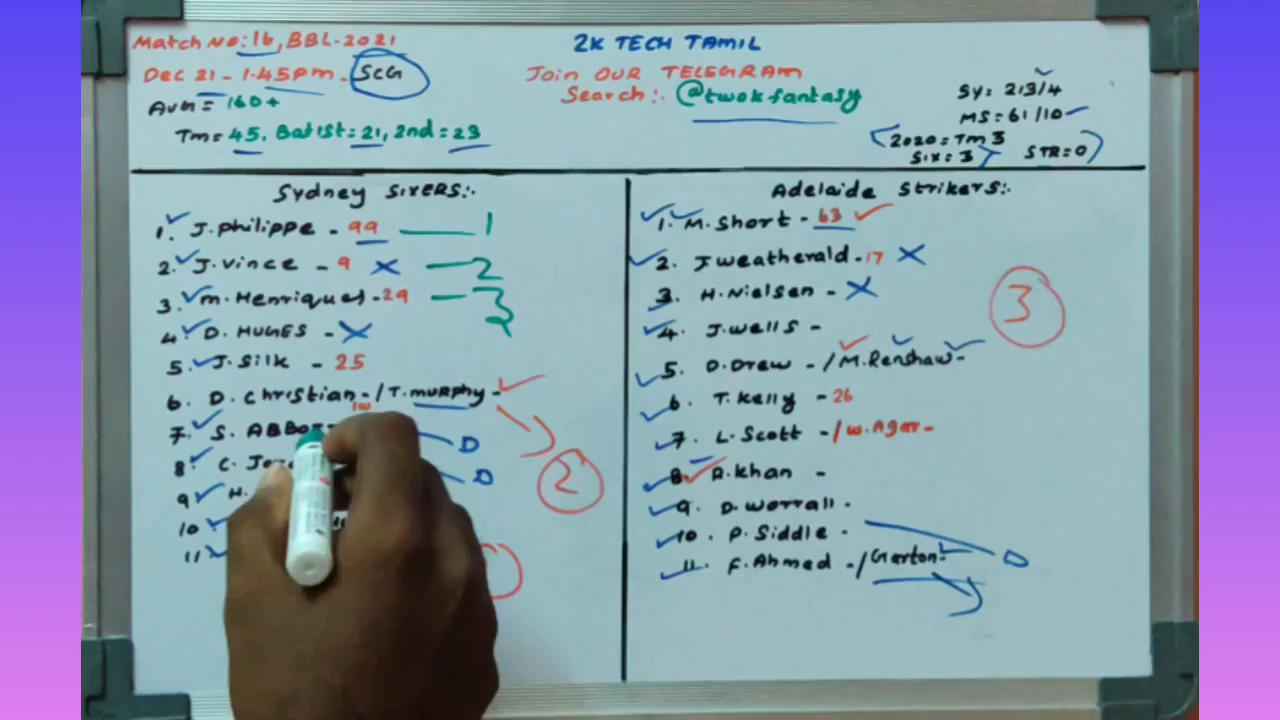 Match No:16, BBL-2021
Dec 21 - 1.45pm - SCG
AVG = 160+
Tm = 45. Bat 1st = 21, 2nd = 23
2K TECH TAMIL
Join OUR TELEGRAM
Search:- @twokfantasy
SY = 213/4
MS = 61/10
2020 = Tm 3
SIX = 3
STR = 0
Sydney SIXERS:-
1. J. Philippe - 99 1
2. J. Vince - 9 X 2
3. M. Henriques - 29 3
4. D. HUGES - X
5. J. Silk - 25
6. D. Christian - / T. MURPHY -
1w
7. S. ABBO D
8. C. Jo D
9 H.
10
11
2
Adelaide Strikers:-
1. M. Short - 63
2. J weatherald - 17 X
3. H. Nielsen - X
4. J. wells -
5. D. Drew - / M. Renshaw -
6. T. Kelly - 26
7. L. Scott - / W. Agar -
8. R. Khan -
9. D. Worrall .
10. P. Siddle -
11. F. Ahmed - / Garton - D
3